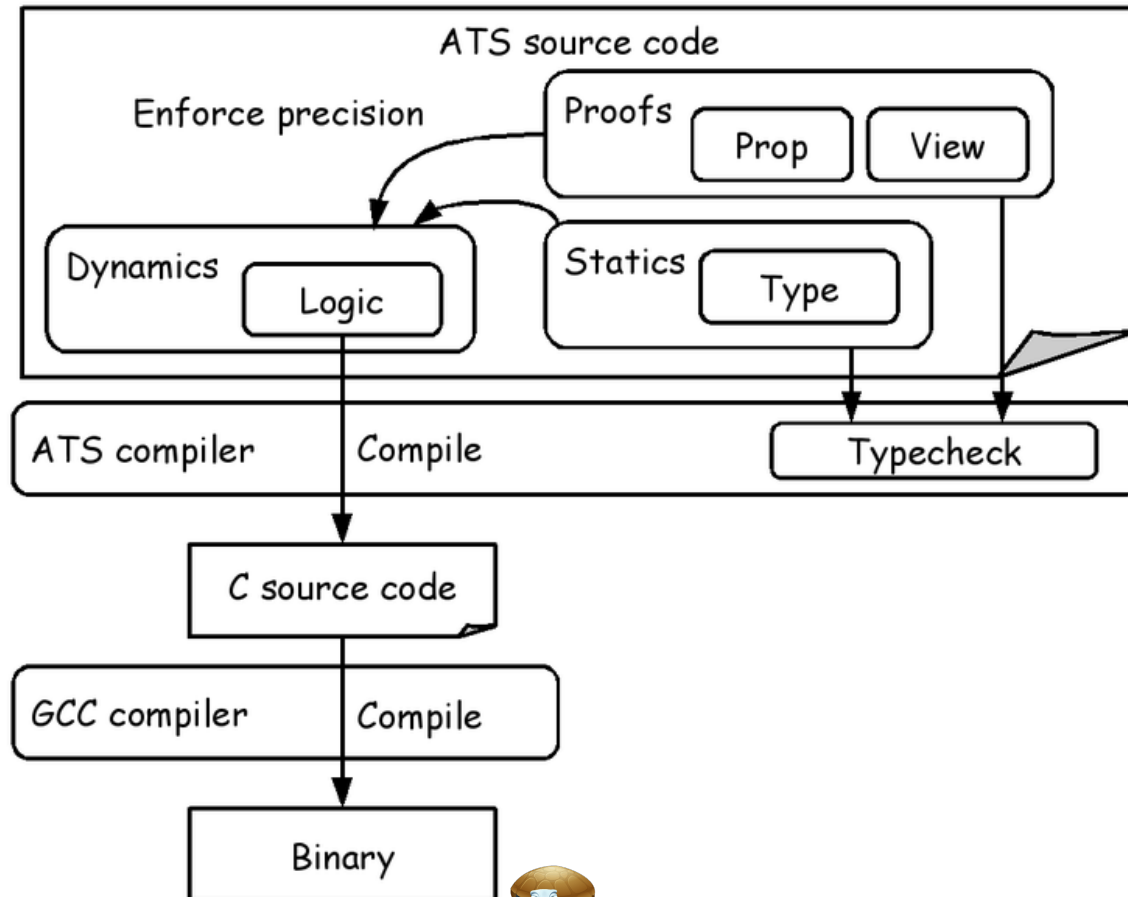 ATS source code
Enforce precision
Proofs
Prop
View
Dynamics
Logic
Statics
Type
ATS compiler
Compile
Typecheck
C source code
GCC compiler
Compile
Binary